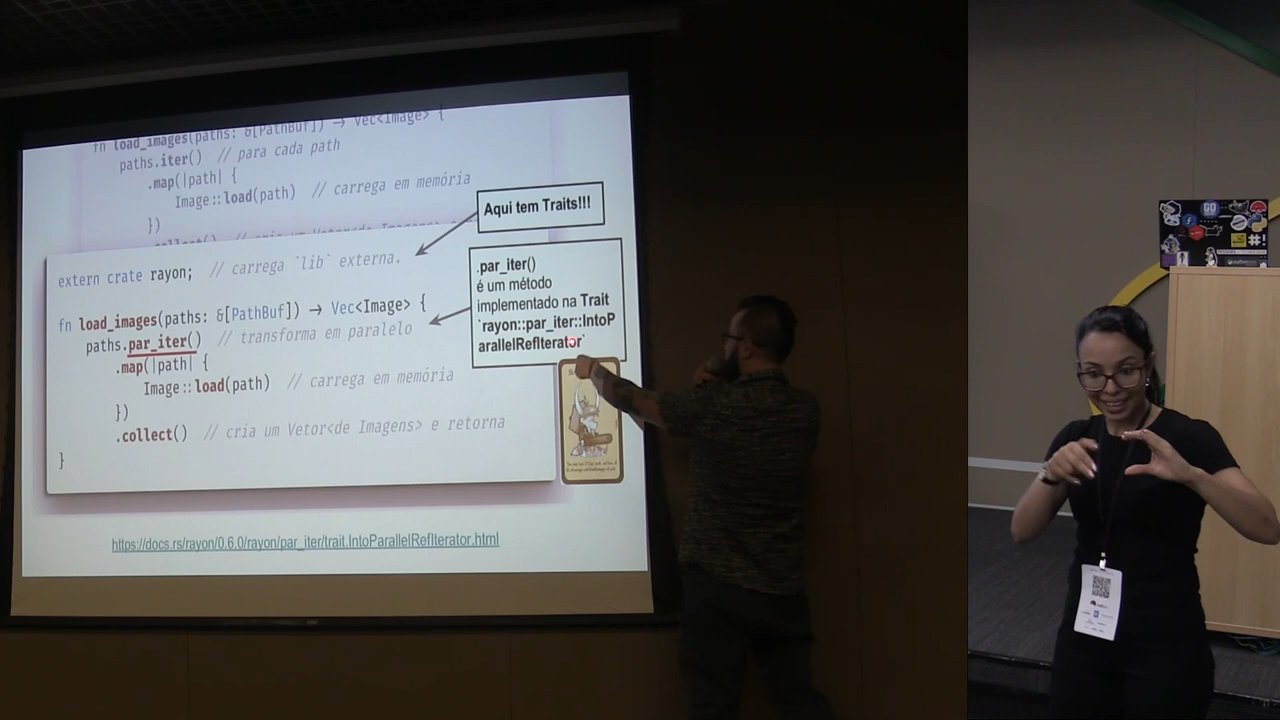 fn load_images(paths: &[PathBuf]) → Vec<Image> {
paths.iter() // para cada path
.map(|path| {
Image::load(path) // carrega em memória
})
.collect()
Aqui tem Traits!!!
extern crate rayon; // carrega `lib` externa.
fn load_images(paths: &[PathBuf]) → Vec<Image> {
paths.par_iter() // transforma em paralelo
.map(|path| {
Image::load(path) // carrega em memória
})
.collect() // cria um Vetor<de Imagens> e retorna
}
.par_iter()
é um método
implementado na Trait
`rayon::par_iter::IntoP
arallelRefIterator`
https://docs.rs/rayon/0.6.0/rayon/par_iter/trait.IntoParallelRefIterator.html
GO